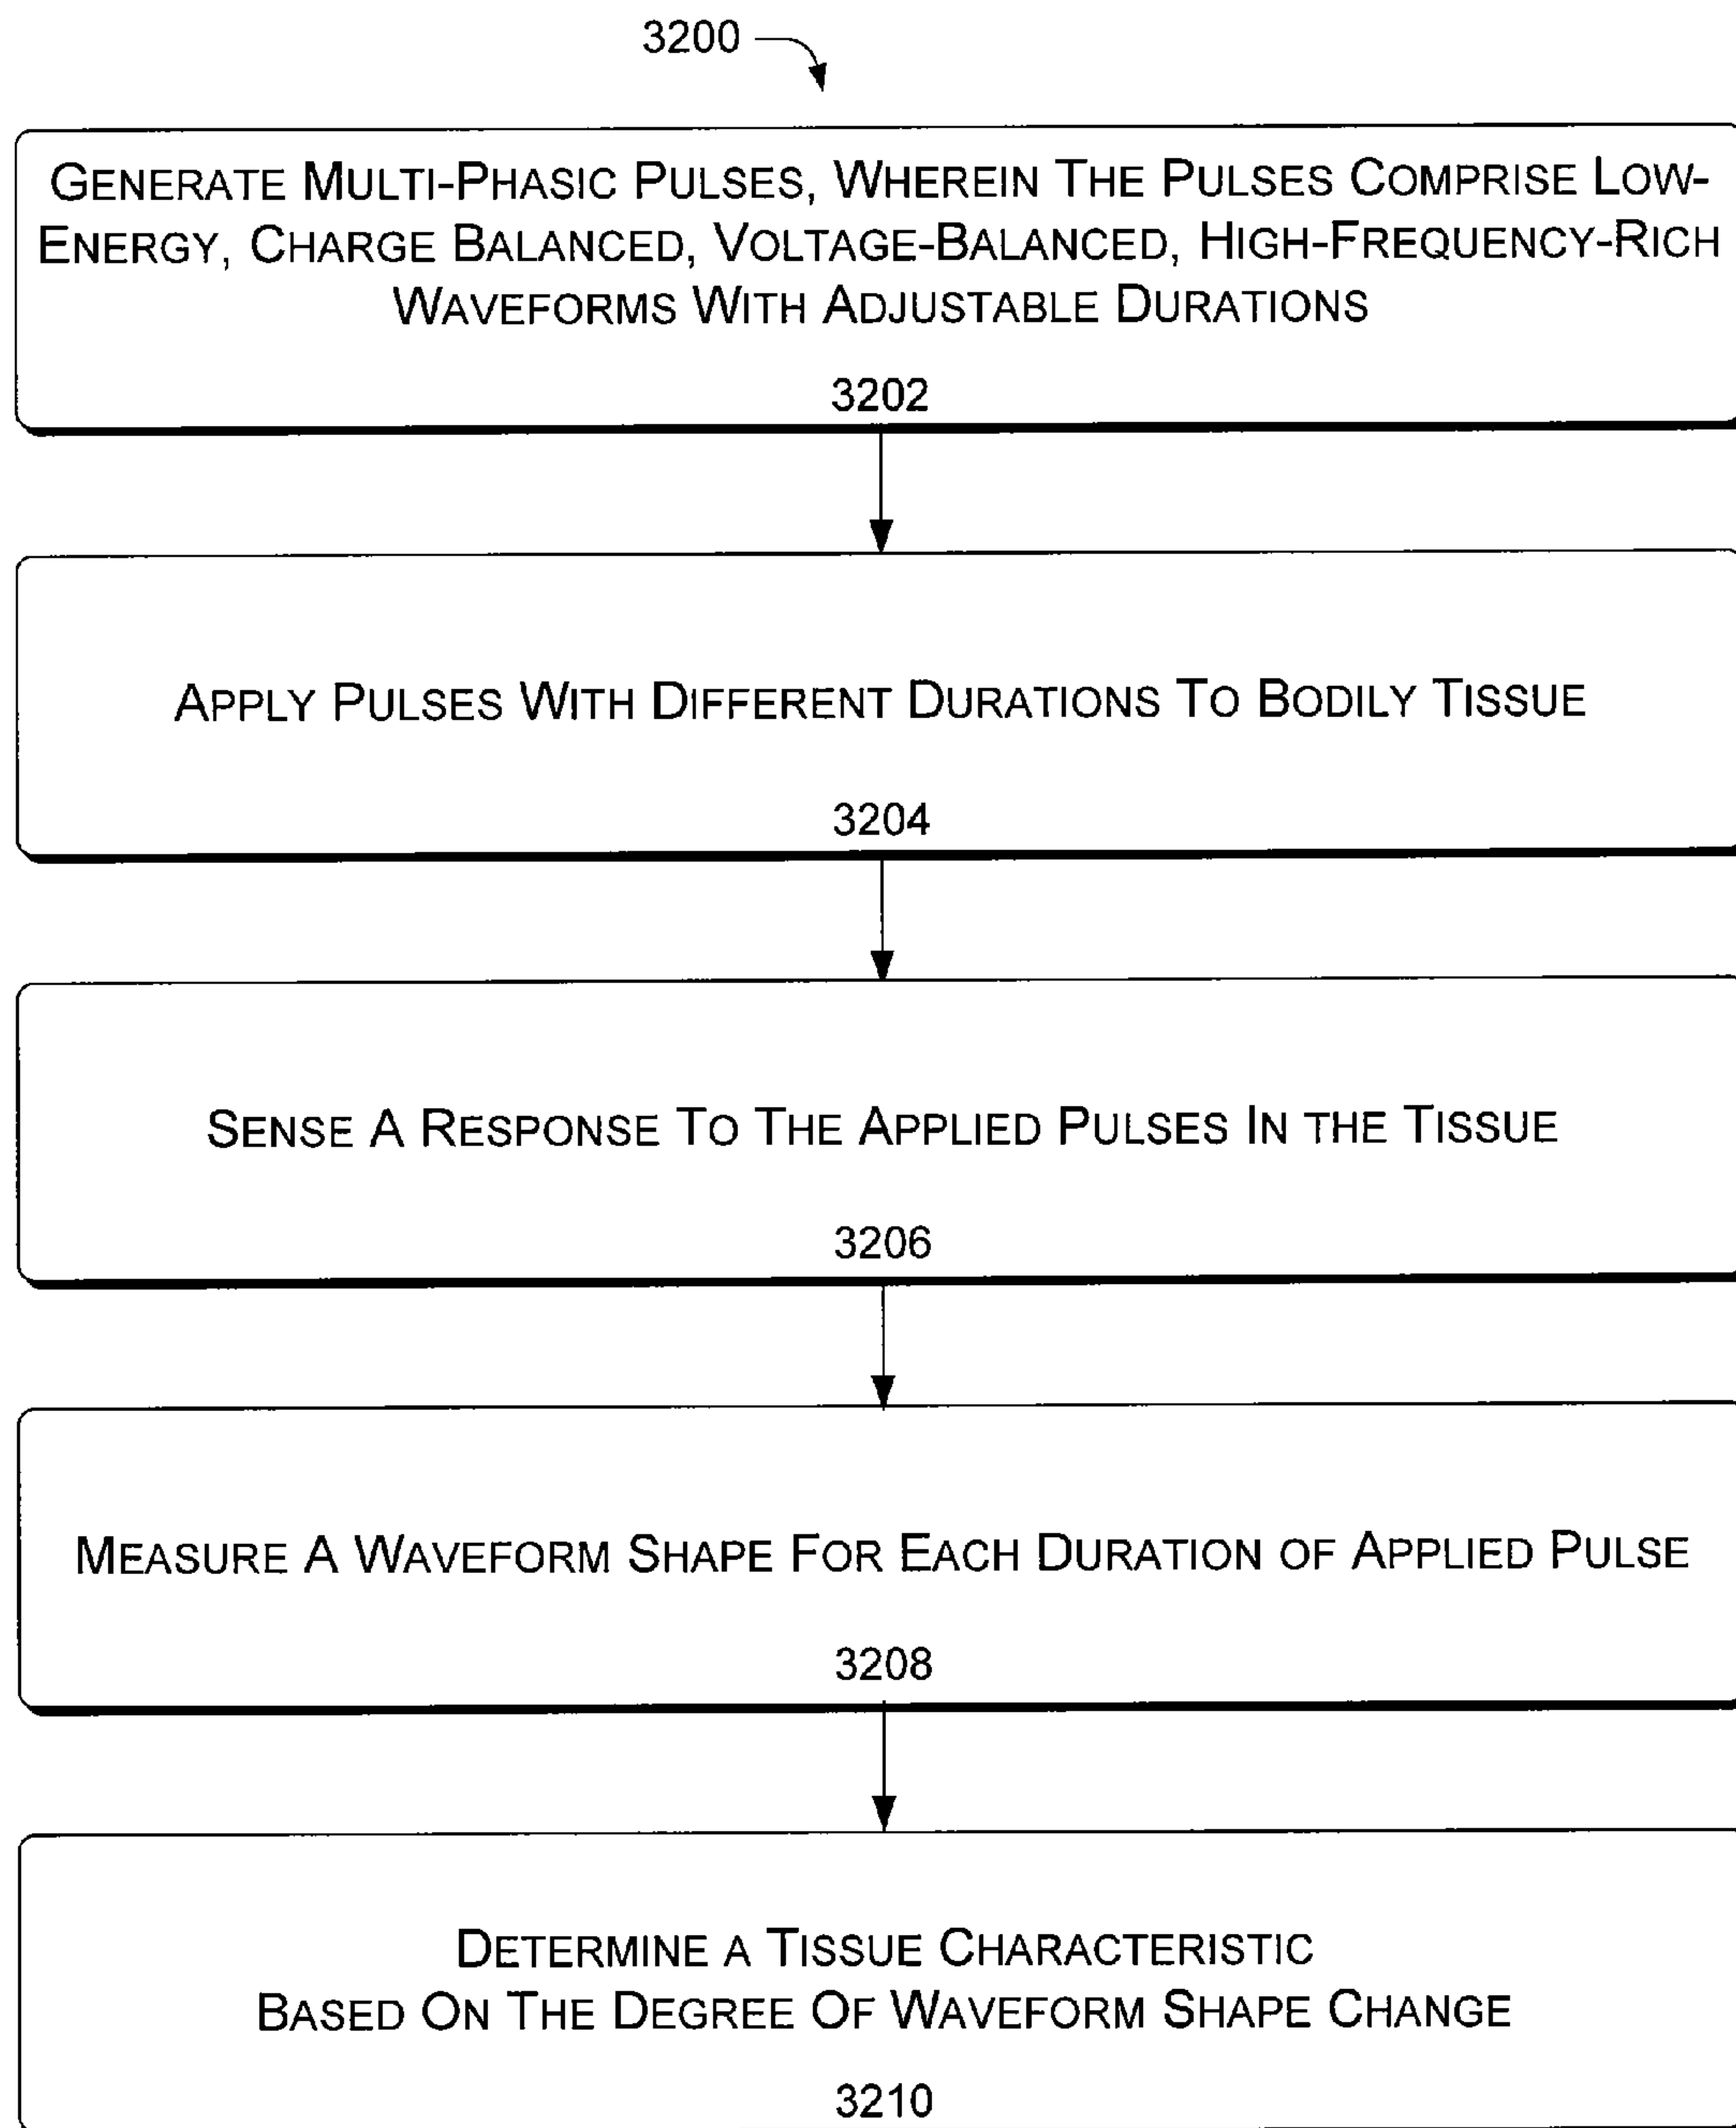 3200
GENERATE MULTI-PHASIC PULSES, WHEREIN THE PULSES COMPRISE LOW-
ENERGY, CHARGE BALANCED, VOLTAGE-BALANCED, HIGH-FREQUENCY-RICH
WAVEFORMS WITH ADJUSTABLE DURATIONS
3202
APPLY PULSES WITH DIFFERENT DURATIONS TO BODILY TISSUE
3204
SENSE A RESPONSE TO THE APPLIED PULSES IN THE TISSUE
3206
MEASURE A WAVEFORM SHAPE FOR EACH DURATION OF APPLIED PULSE
3208
DETERMINE A TISSUE CHARACTERISTIC
BASED ON THE DEGREE OF WAVEFORM SHAPE CHANGE
3210